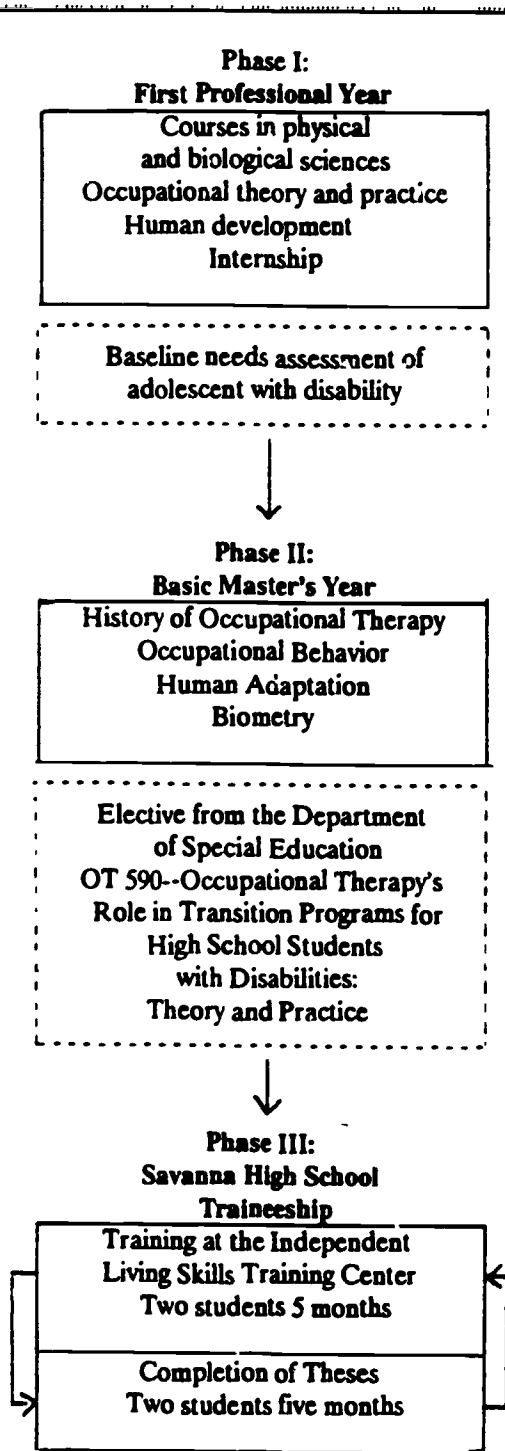 Phase I:
First Professional Year
Courses in physical
and biological sciences
Occupational theory and practice
Human development
Internship
Baseline needs assessment of
adolescent with disability
Phase II:
Basic Master's Year
History of Occupational Therapy
Occupational Behavior
Human Adaptation
Biometry
Elective from the Department
of Special Education
OT 590--Occupational Therapy's
Role in Transition Programs for
High School Students
with Disabilities:
Theory and Practice
Phase III:
Savanna High School
Traineeship
Training at the Independent
Living Skills Training Center
Two students 5 months
Completion of Theses
Two students five months